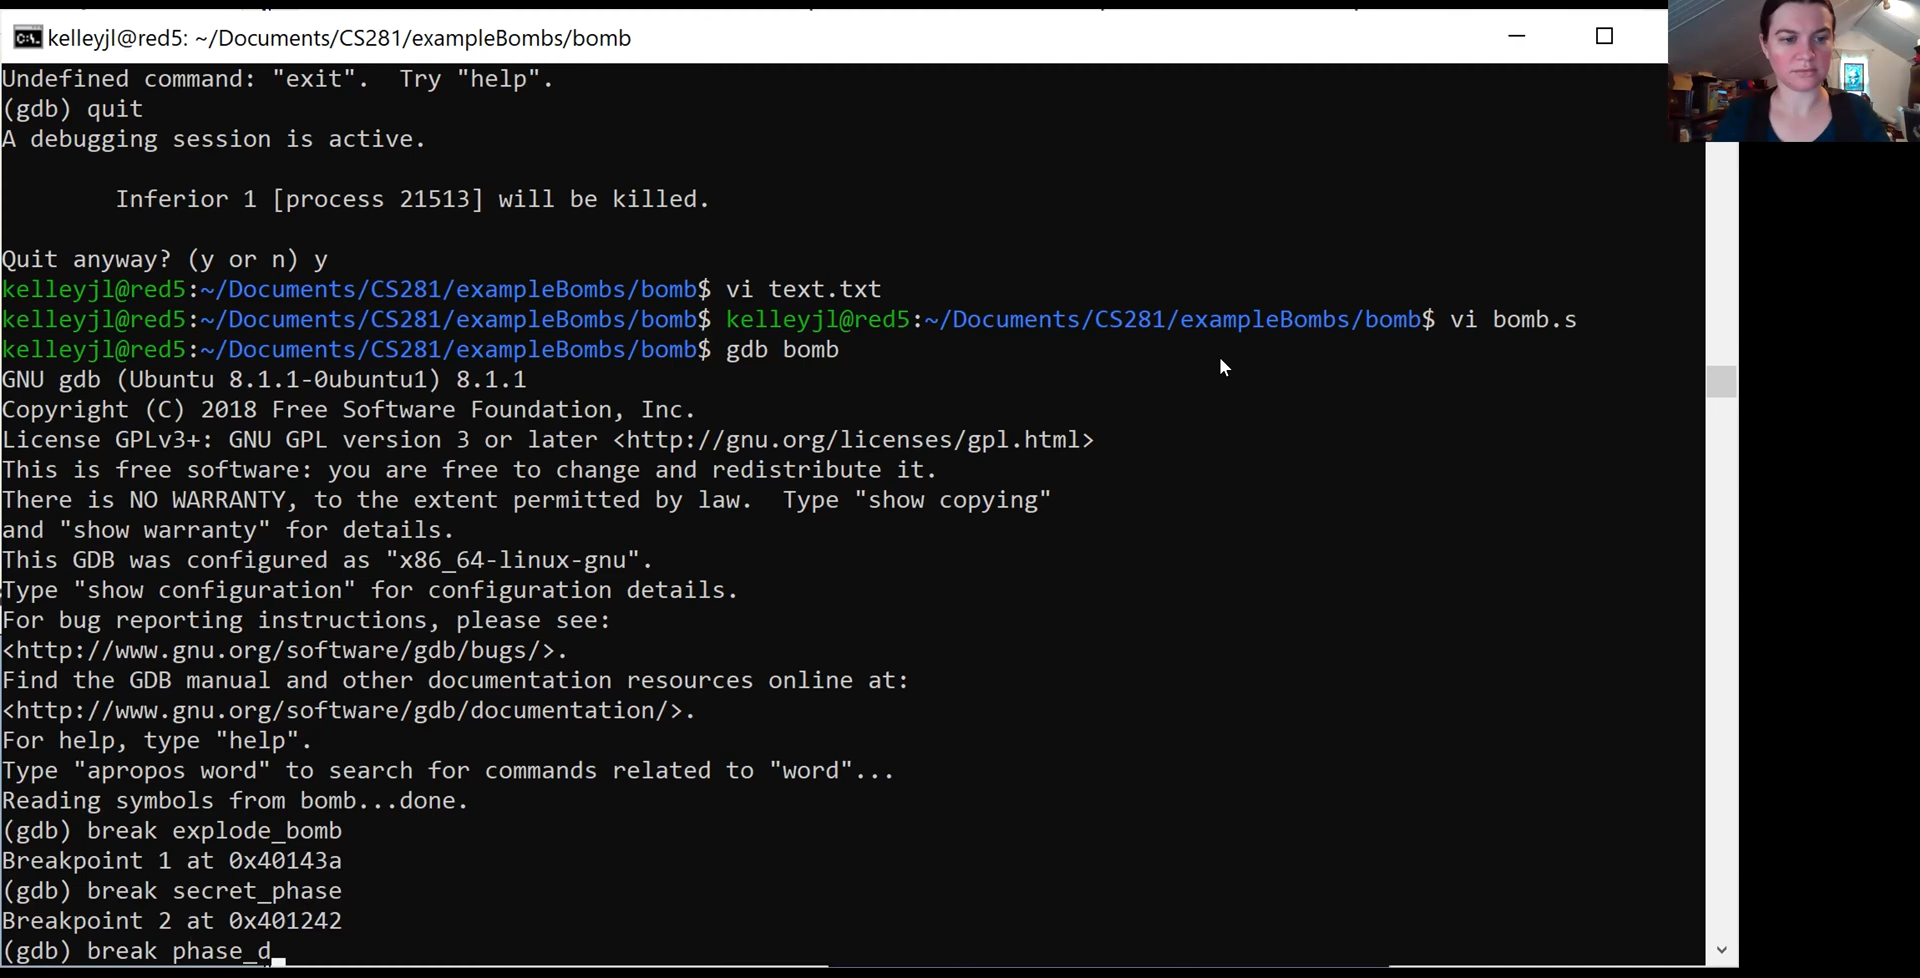 kelleyjl@red5: ~/Documents/CS281/exampleBombs/bomb
Undefined command: "exit".  Try "help".
(gdb) quit
A debugging session is active.
Inferior 1 [process 21513] will be killed.
Quit anyway? (y or n) y
kelleyjl@red5:~/Documents/CS281/exampleBombs/bomb$ vi text.txt
kelleyjl@red5:~/Documents/CS281/exampleBombs/bomb$ kelleyjl@red5:~/Documents/CS281/exampleBombs/bomb$ vi bomb.s
kelleyjl@red5:~/Documents/CS281/exampleBombs/bomb$ gdb bomb
GNU gdb (Ubuntu 8.1.1-0ubuntu1) 8.1.1
Copyright (C) 2018 Free Software Foundation, Inc.
License GPLv3+: GNU GPL version 3 or later <http://gnu.org/licenses/gpl.html>
This is free software: you are free to change and redistribute it.
There is NO WARRANTY, to the extent permitted by law.  Type "show copying"
and "show warranty" for details.
This GDB was configured as "x86_64-linux-gnu".
Type "show configuration" for configuration details.
For bug reporting instructions, please see:
<http://www.gnu.org/software/gdb/bugs/>.
Find the GDB manual and other documentation resources online at:
<http://www.gnu.org/software/gdb/documentation/>.
For help, type "help".
Type "apropos word" to search for commands related to "word"...
Reading symbols from bomb...done.
(gdb) break explode_bomb
Breakpoint 1 at 0x40143a
(gdb) break secret_phase
Breakpoint 2 at 0x401242
(gdb) break phase_d